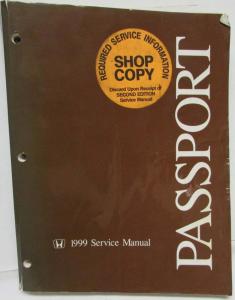 REQUIRED SERVICE INFORMATION
SHOP
COPY
Discard Upon Receipt of
SECOND EDITION
Service Manual
PASSPORT
1999 Service Manual